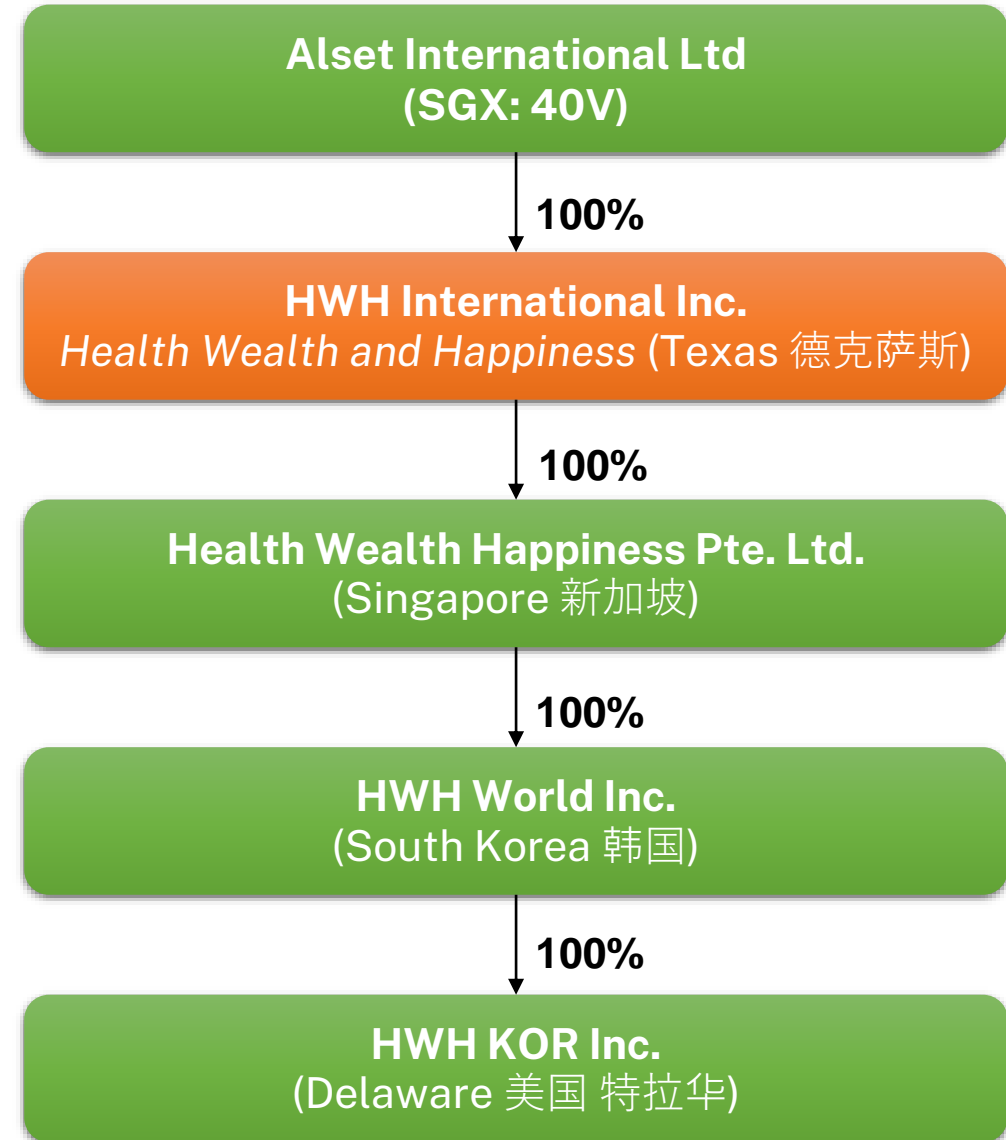 Alset International Ltd
(SGX: 40V)
100%
HWH International Inc.
Health Wealth and Happiness (Texas 德克萨斯)
100%
Health Wealth Happiness Pte. Ltd.
(Singapore 新加坡)
100%
HWH World Inc.
(South Korea 韩国)
100%
HWH KOR Inc.
(Delaware 美国 特拉华)